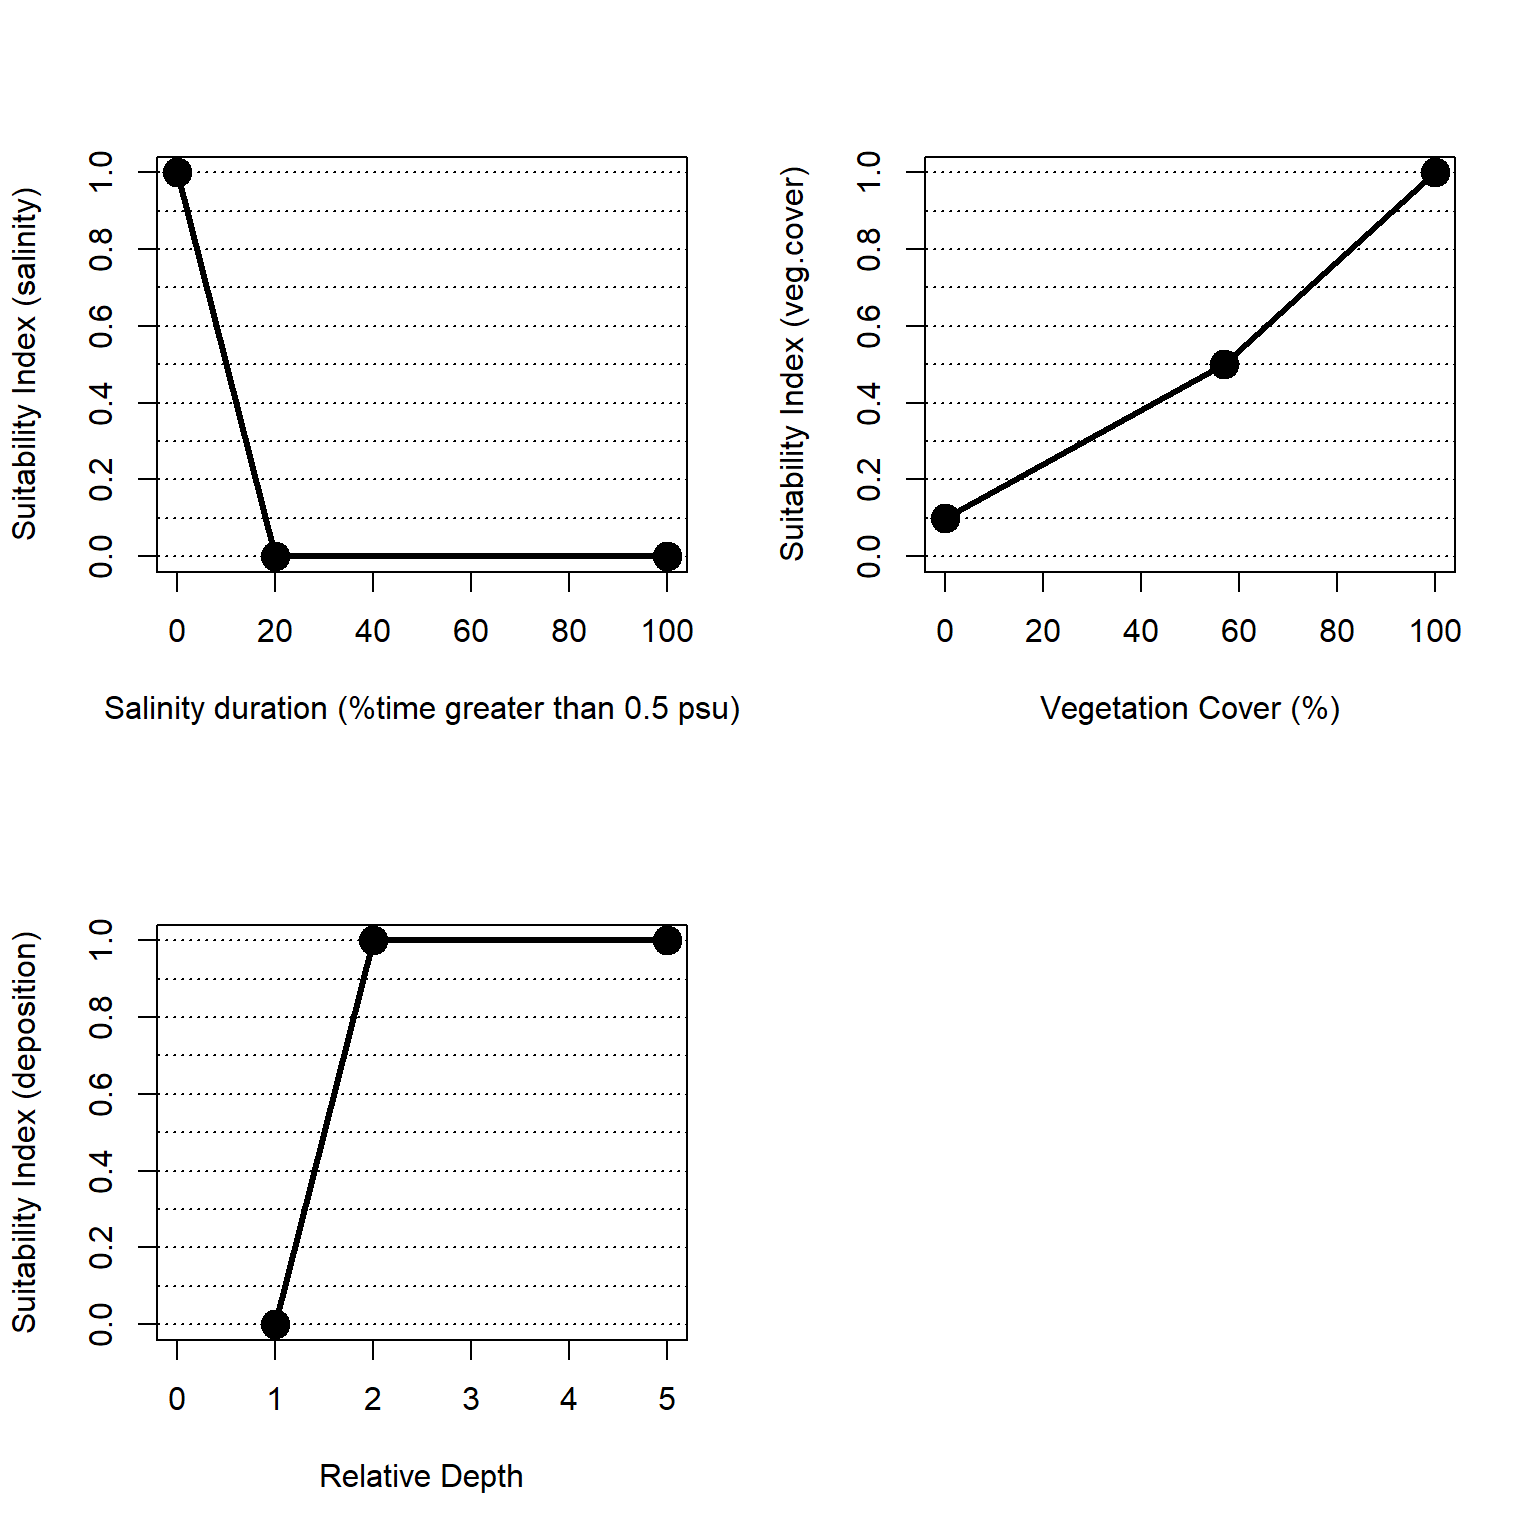 Suitability Index (salinity)
1.0
0.8
0.6
0.4
0.2
0.0
0 20 40 60 80 100
Salinity duration (%time greater than 0.5 psu)
Suitability Index (veg.cover)
1.0
0.8
0.6
0.4
0.2
0.0
0 20 40 60 80 100
Vegetation Cover (%)
Suitability Index (deposition)
1.0
0.8
0.6
0.4
0.2
0.0
0 1 2 3 4 5
Relative Depth